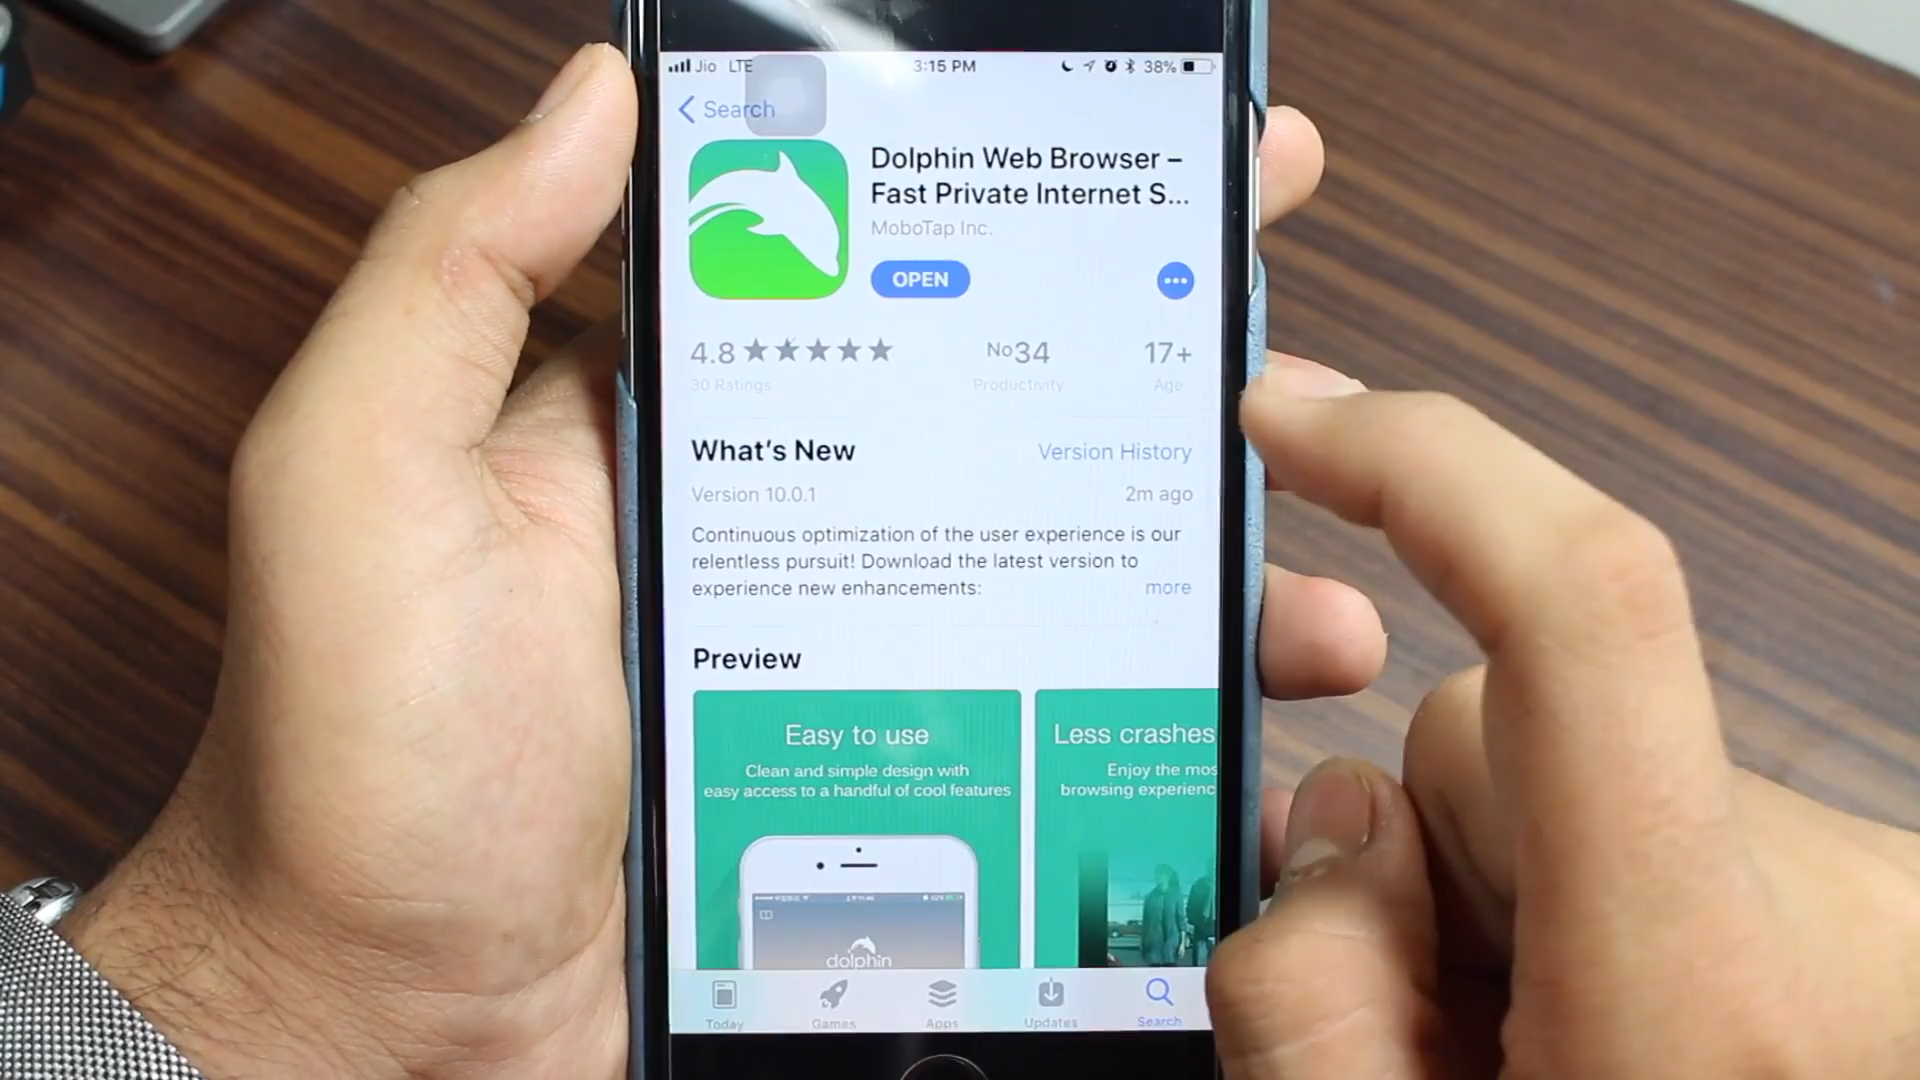 Jio LTE 3:15 PM 38%
Search
Dolphin Web Browser –
Fast Private Internet S...
MoboTap Inc.
OPEN
4.8 No34 17+
30 Ratings Productivity Age
What's New Version History
Version 10.0.1 2m ago
Continuous optimization of the user experience is our
relentless pursuit! Download the latest version to
experience new enhancements: more
Preview
Easy to use
Clean and simple design with
easy access to a handful of cool features
dolphin
Less crashes
Enjoy the mos
browsing experienc
Today Games Apps Updates Search